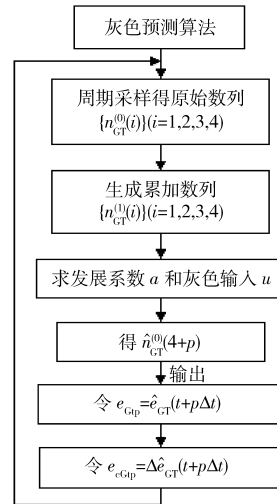 灰色预测算法
周期采样得原始数列
{n_GT^(0)(i)}(i=1,2,3,4)
生成累加数列
{n_GT^(1)(i)}(i=1,2,3,4)
求发展系数 a 和灰色输入 u
得 n̂_GT^(0)(4+p)
输出
令 e_Gtp=ê_GT(t+pΔt)
令 e_eGtp=Δê_GT(t+pΔt)